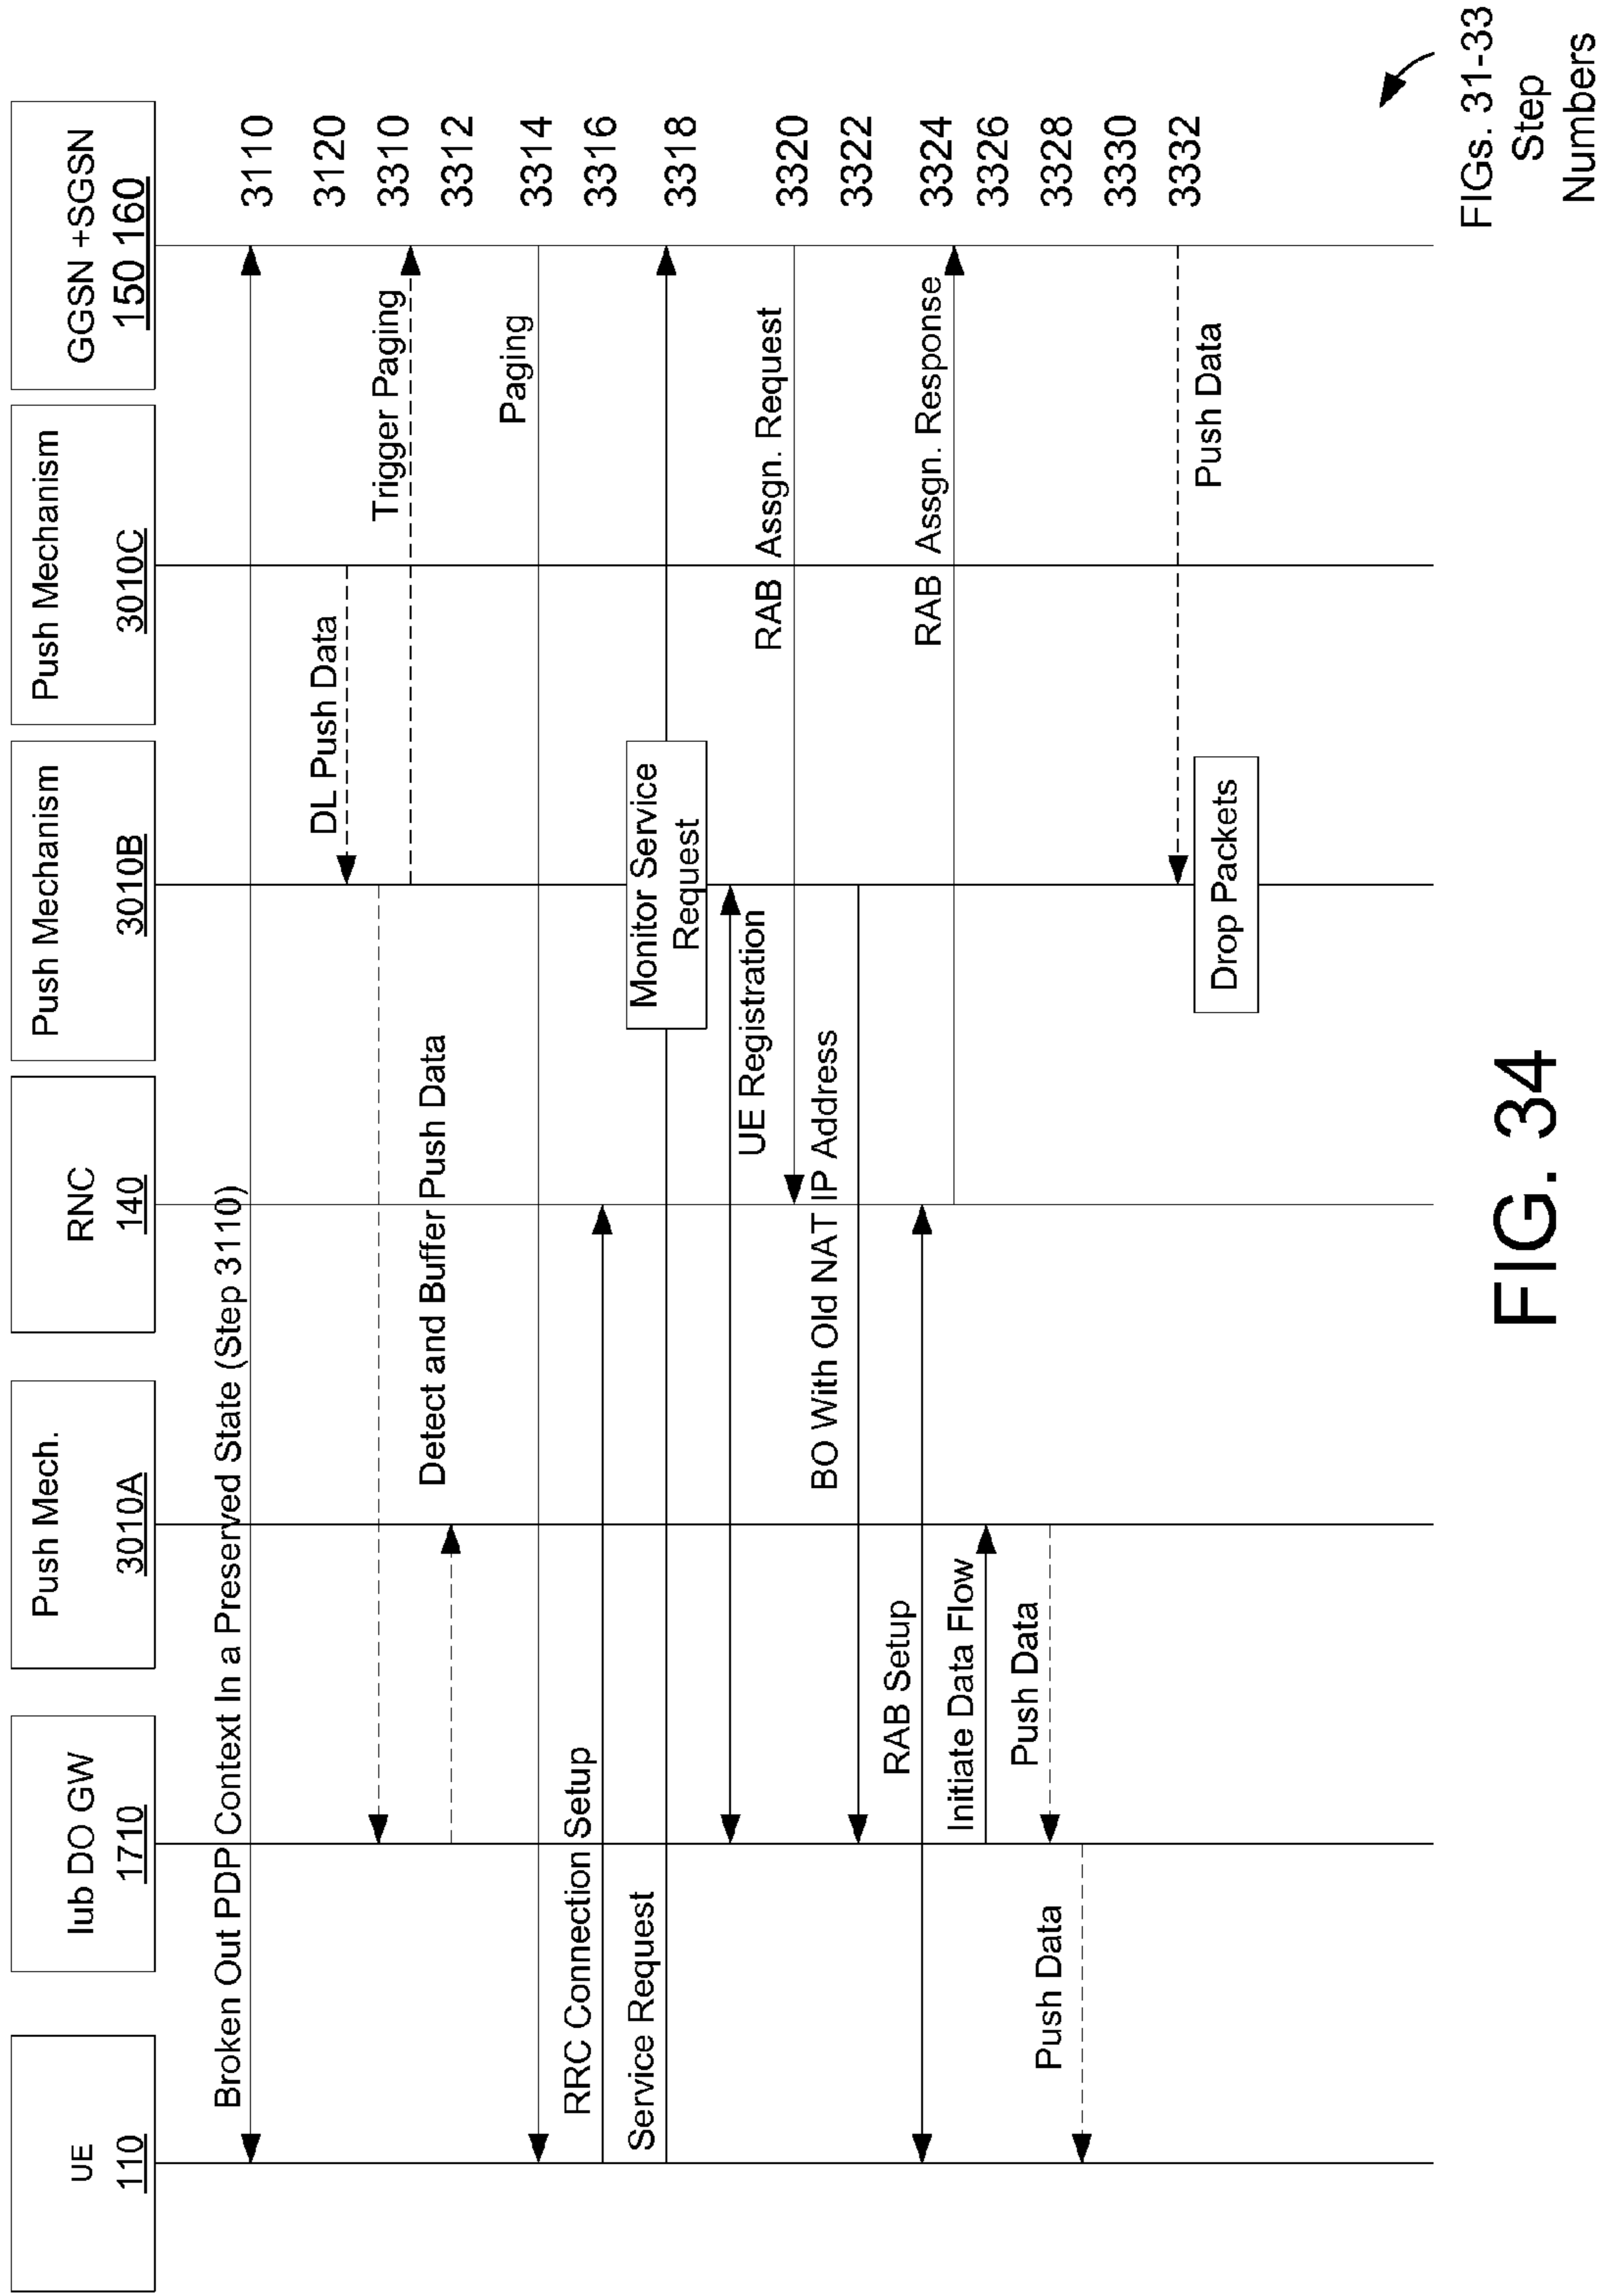 UE
110
Iub DO GW
1710
Push Mech.
3010A
RNC
140
Push Mechanism
3010B
Push Mechanism
3010C
GGSN +SGSN
150 160
Broken Out PDP Context In a Preserved State (Step 3110)
3110
DL Push Data
3120
Trigger Paging
3310
Detect and Buffer Push Data
3312
Paging
3314
RRC Connection Setup
3316
Service Request
Monitor Service
Request
3318
UE Registration
RAB Assgn. Request
3320
BO With Old NAT IP Address
3322
RAB Setup
RAB Assgn. Response
3324
Initiate Data Flow
3326
Push Data
3328
Push Data
3330
Push Data
3332
Drop Packets
FIGs. 31-33
Step
Numbers
FIG. 34